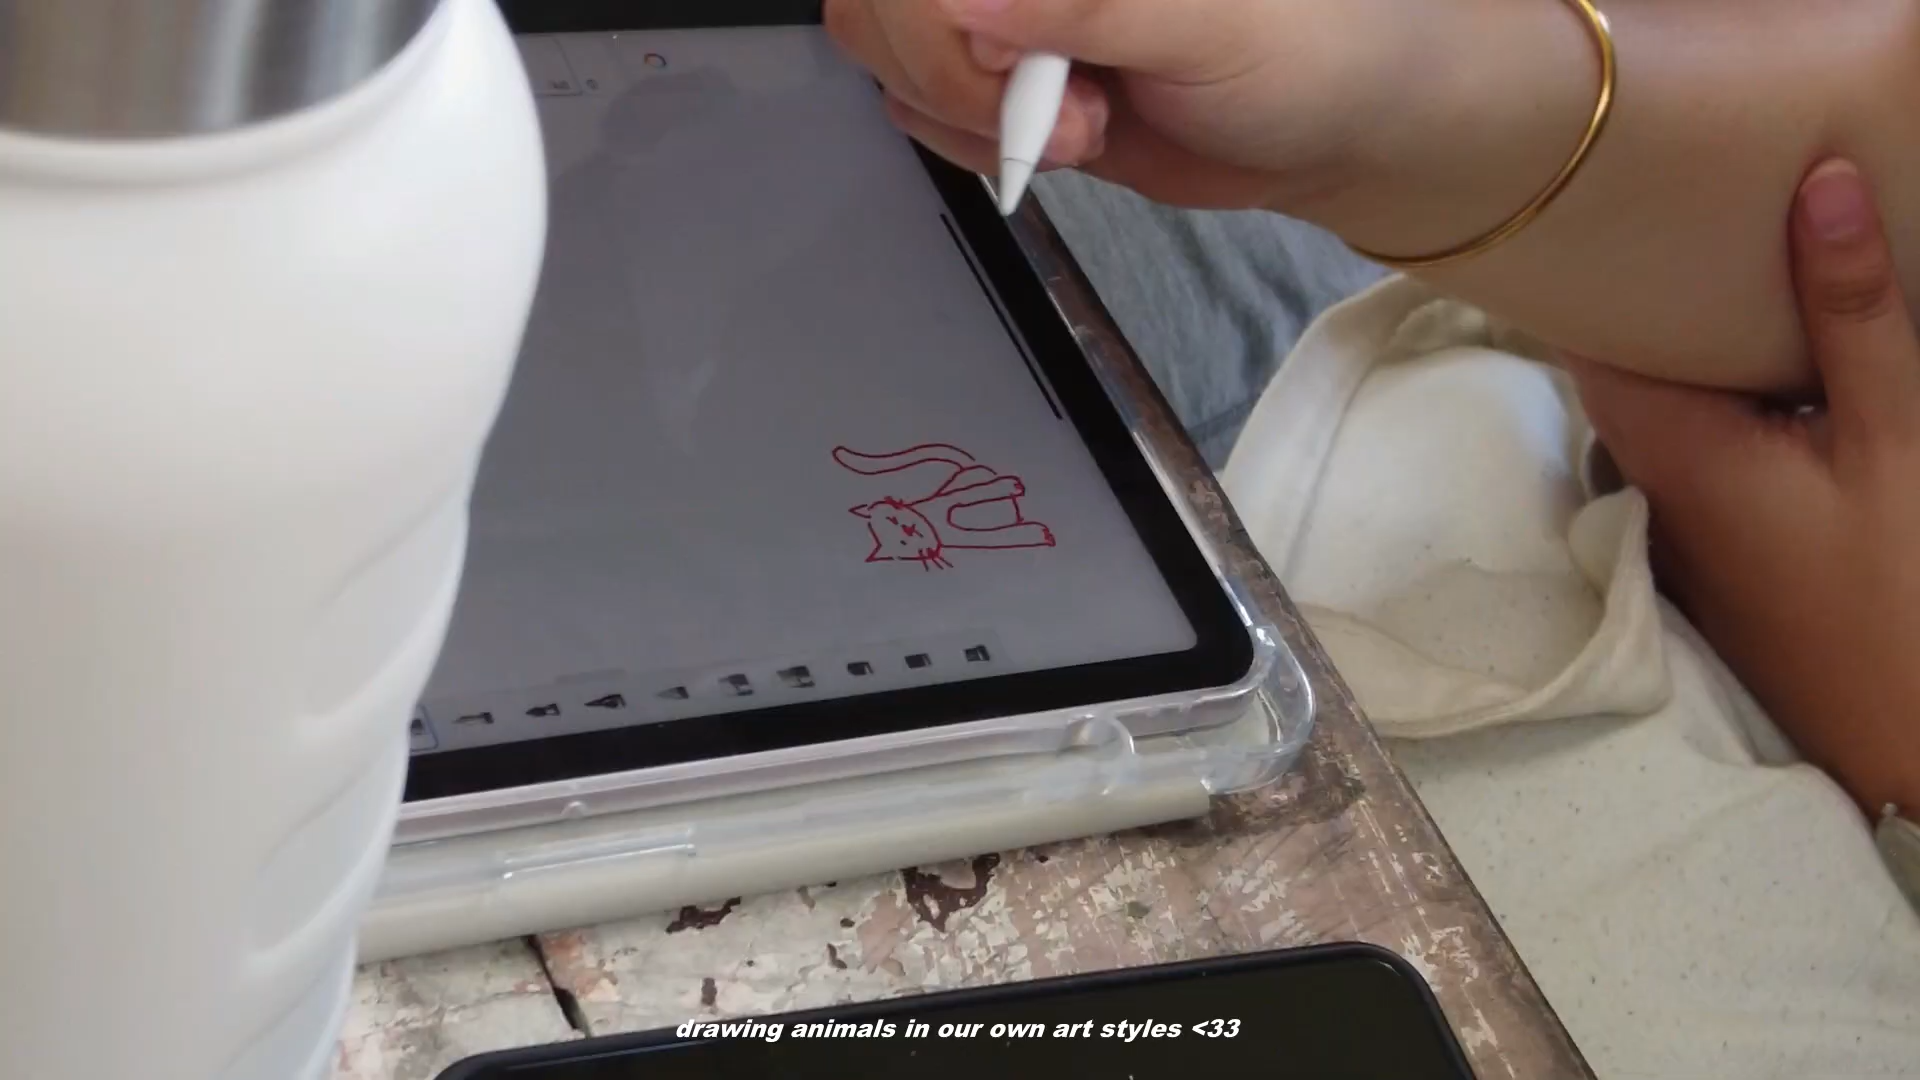 drawing animals in our own art styles <33